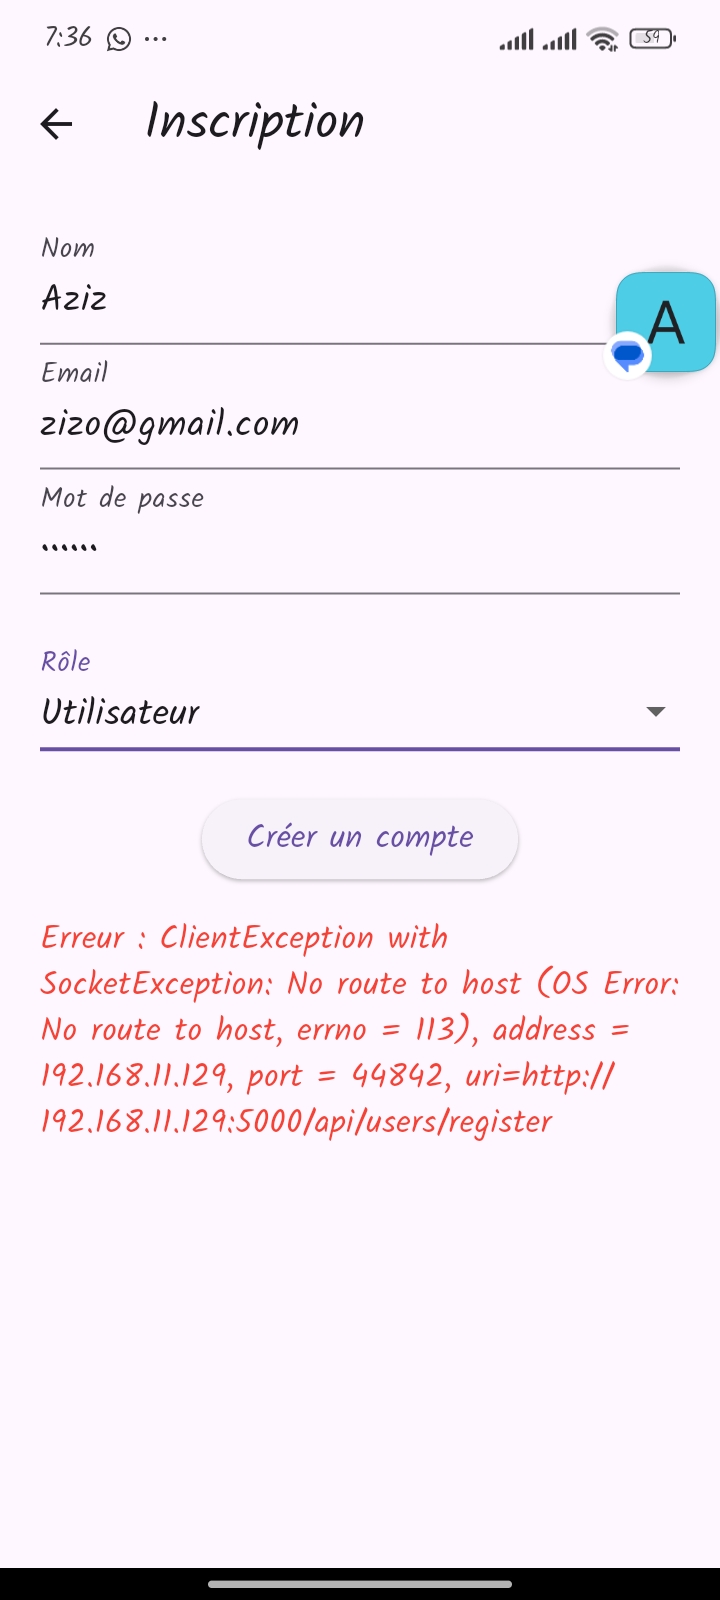 7:36 ... 59
Inscription
Nom
Aziz
A
Email
zizo@gmail.com
Mot de passe
••••••
Rôle
Utilisateur
Créer un compte
Erreur : ClientException with
SocketException: No route to host (OS Error:
No route to host, errno = 113), address =
192.168.11.129, port = 44842, uri=http://
192.168.11.129:5000/api/users/register